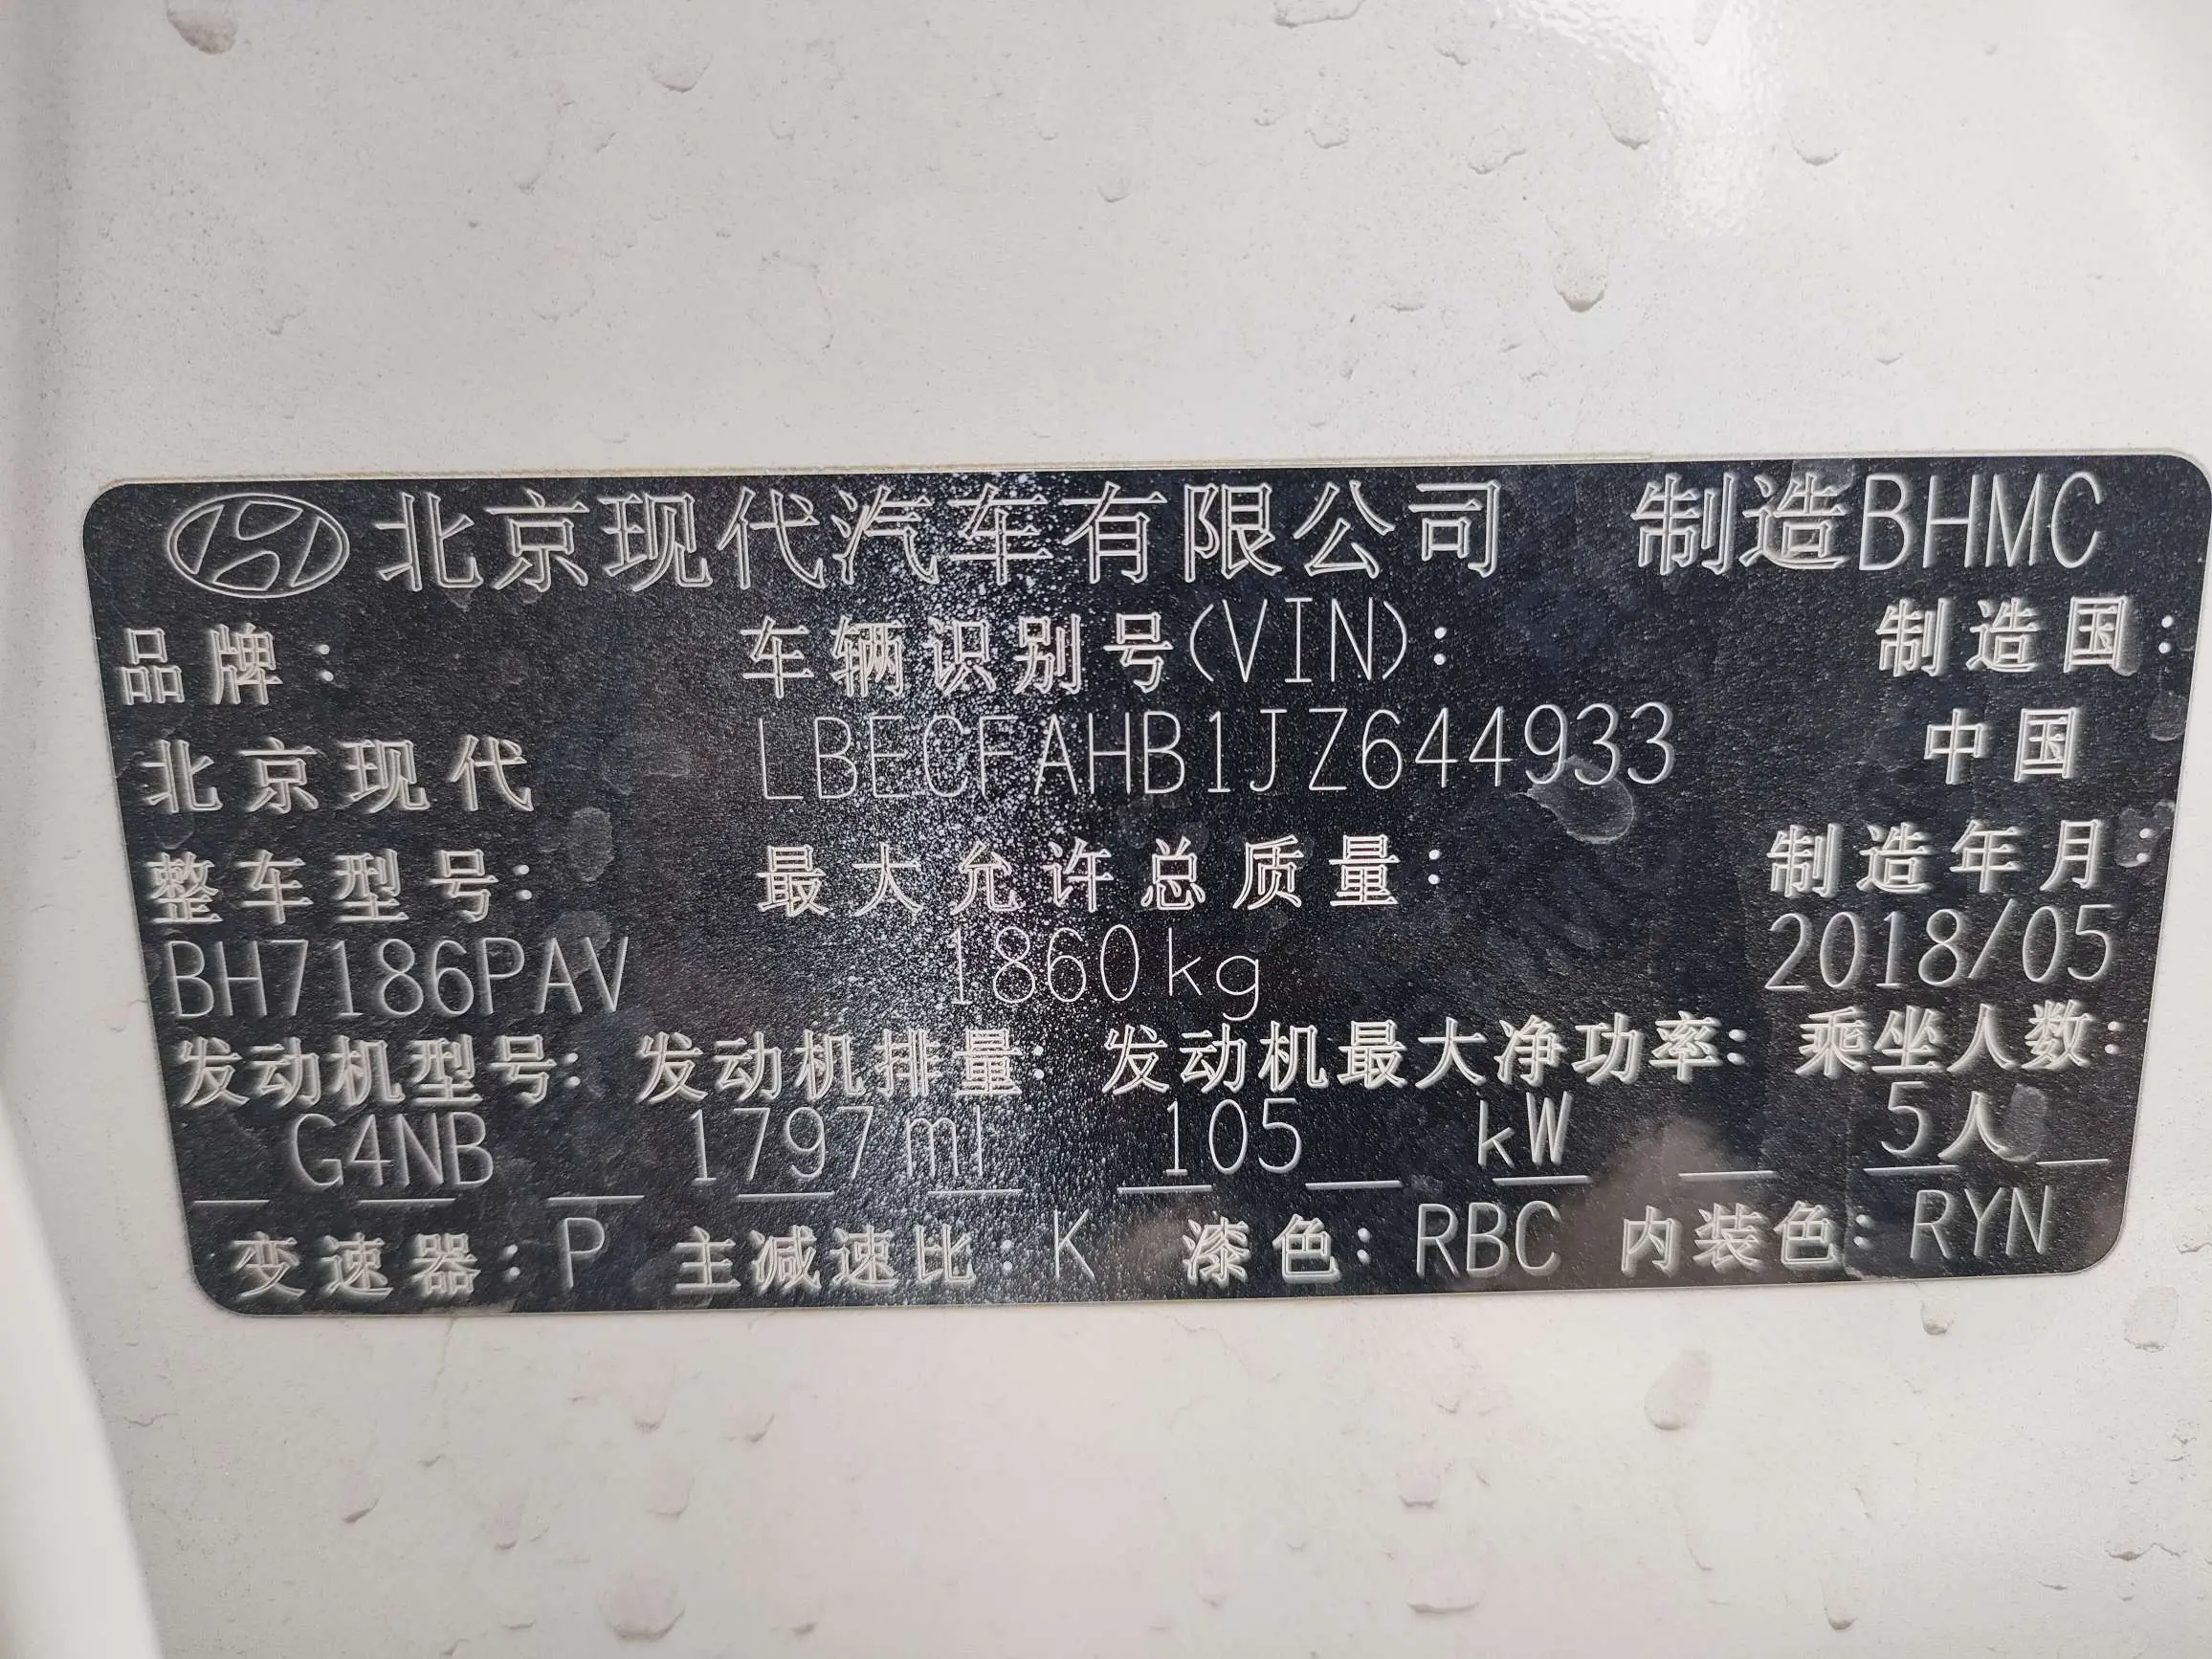 北京现代汽车有限公司 制造BHMC
品牌: 车辆识别号(VIN): 制造国:
北京现代 LBECFAHB1JZ644933 中国
整车型号: 最大允许总质量: 制造年月:
BH7186PAV 1860kg 2018/05
发动机型号: 发动机排量: 发动机最大净功率: 乘坐人数:
G4NB 1797ml 105 kW 5人
变速器: P 主减速比: K 漆色: RBC 内装色: RYN